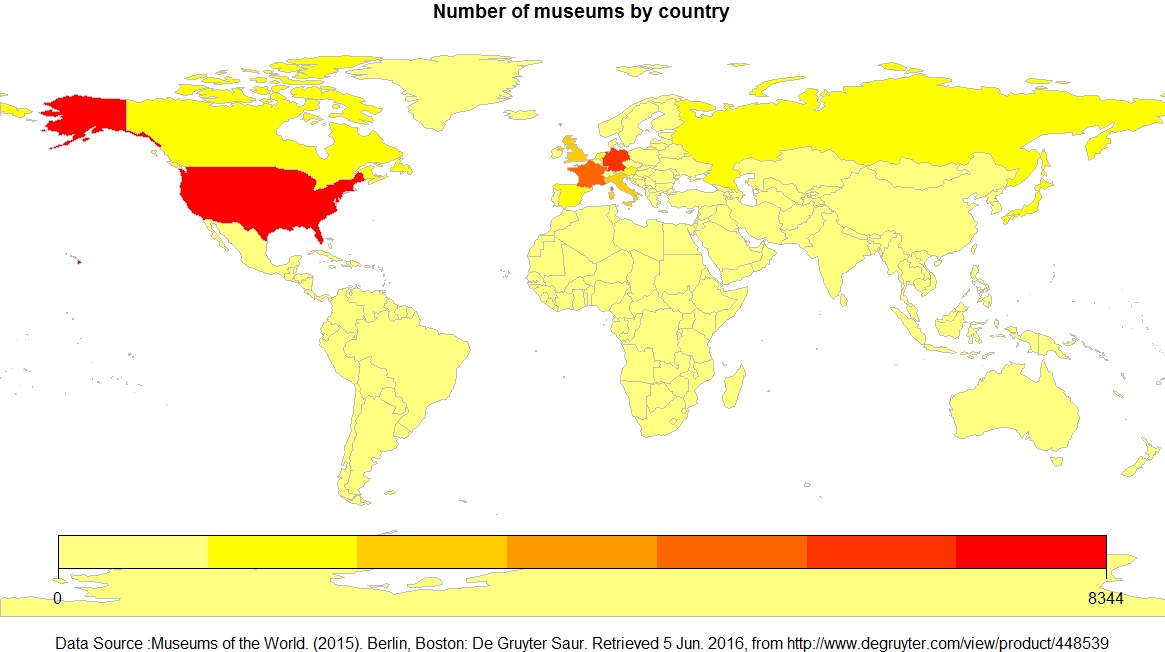 Number of museums by country
0
8344
Data Source :Museums of the World. (2015). Berlin, Boston: De Gruyter Saur. Retrieved 5 Jun. 2016, from http://www.degruyter.com/view/product/448539